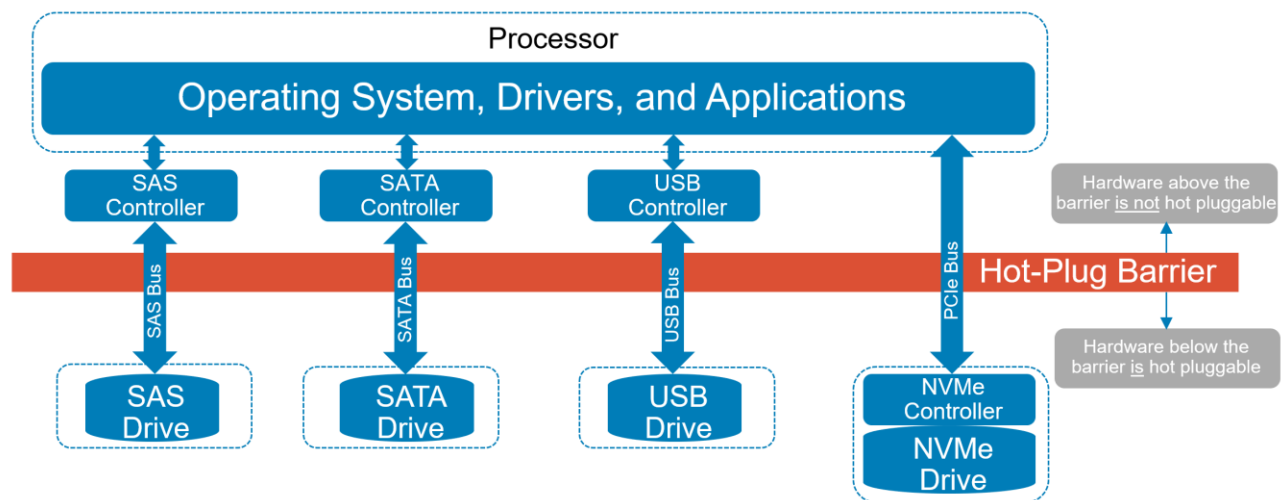 Processor
Operating System, Drivers, and Applications
SAS
Controller
SATA
Controller
USB
Controller
Hardware above the
barrier is not hot pluggable
Hot-Plug Barrier
SAS Bus
SATA Bus
USB Bus
PCIe Bus
Hardware below the
barrier is hot pluggable
SAS
Drive
SATA
Drive
USB
Drive
NVMe
Controller
NVMe
Drive